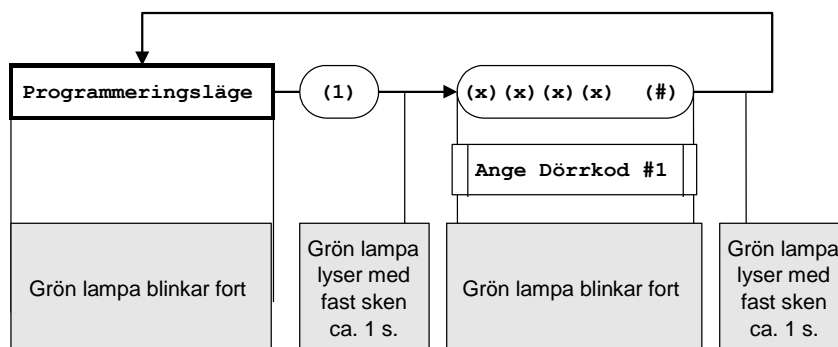 Programmeringsläge
(1)
(x)(x)(x)(x) (#)
Ange Dörrkod #1
Grön lampa blinkar fort
Grön lampa
lyser med
fast sken
ca. 1 s.
Grön lampa blinkar fort
Grön lampa
lyser med
fast sken
ca. 1 s.